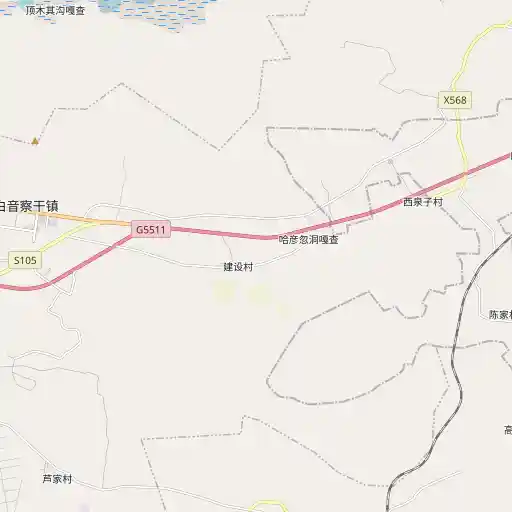 顶木其沟嘎查
X568
西泉子村
白音察干镇
G5511
哈彦忽洞嘎查
S105
建设村
陈家村
高
芦家村